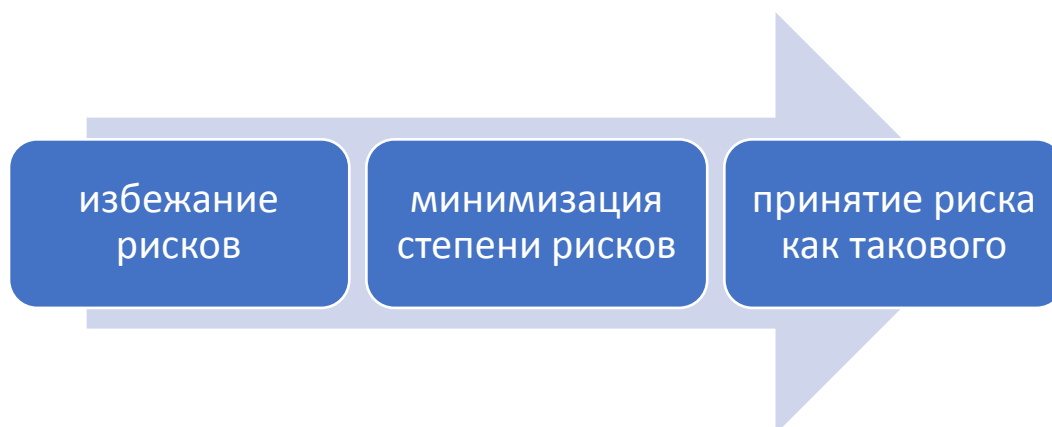 избежание
рисков
минимизация
степени рисков
принятие риска
как такового